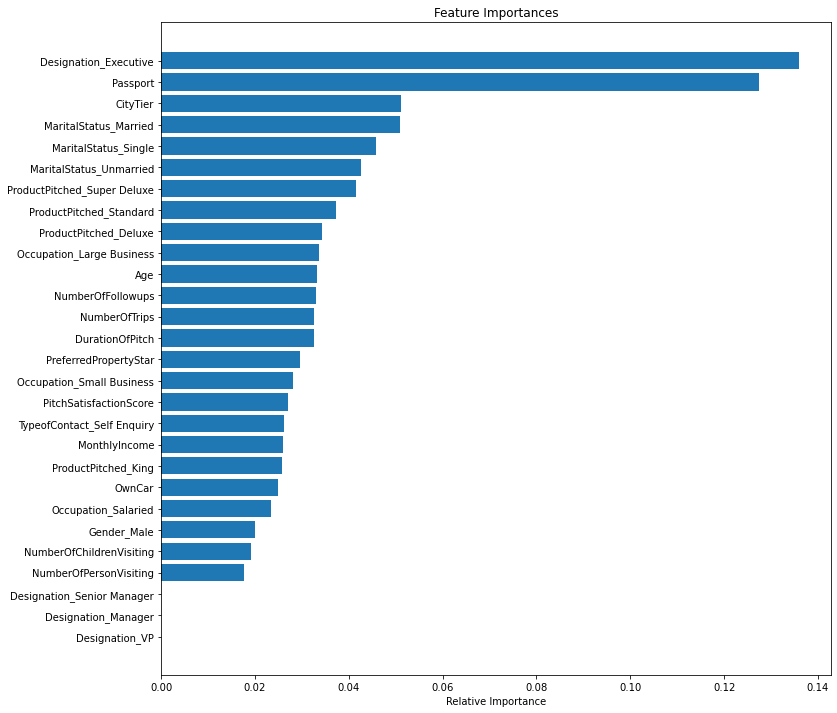 Feature Importances
Designation_Executive
Passport
CityTier
MaritalStatus_Married
MaritalStatus_Single
MaritalStatus_Unmarried
ProductPitched_Super Deluxe
ProductPitched_Standard
ProductPitched_Deluxe
Occupation_Large Business
Age
NumberOfFollowups
NumberOfTrips
DurationOfPitch
PreferredPropertyStar
Occupation_Small Business
PitchSatisfactionScore
TypeofContact_Self Enquiry
MonthlyIncome
ProductPitched_King
OwnCar
Occupation_Salaried
Gender_Male
NumberOfChildrenVisiting
NumberOfPersonVisiting
Designation_Senior Manager
Designation_Manager
Designation_VP
0.00 0.02 0.04 0.06 0.08 0.10 0.12 0.14
Relative Importance